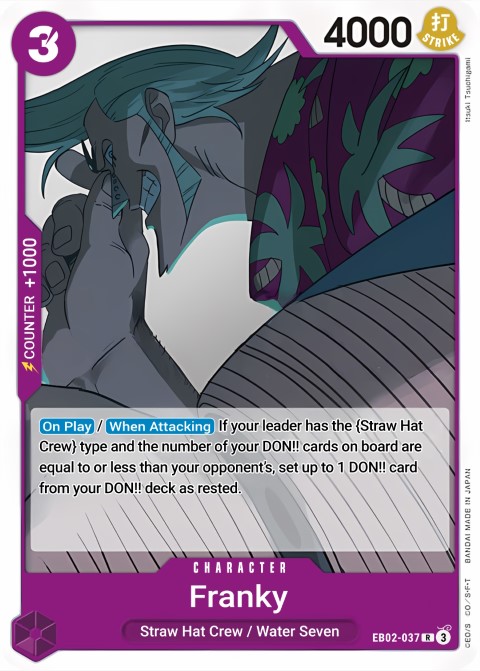 3
4000
打
STRIKE
Itsuki Tsuchigami
COUNTER +1000
On Play / When Attacking If your leader has the {Straw Hat
Crew} type and the number of your DON!! cards on board are
equal to or less than your opponent's, set up to 1 DON!! card
from your DON!! deck as rested.
CHARACTER
Franky
Straw Hat Crew / Water Seven
EB02-037 R 3
©EO/S ©O/S·F·T BANDAI MADE IN JAPAN